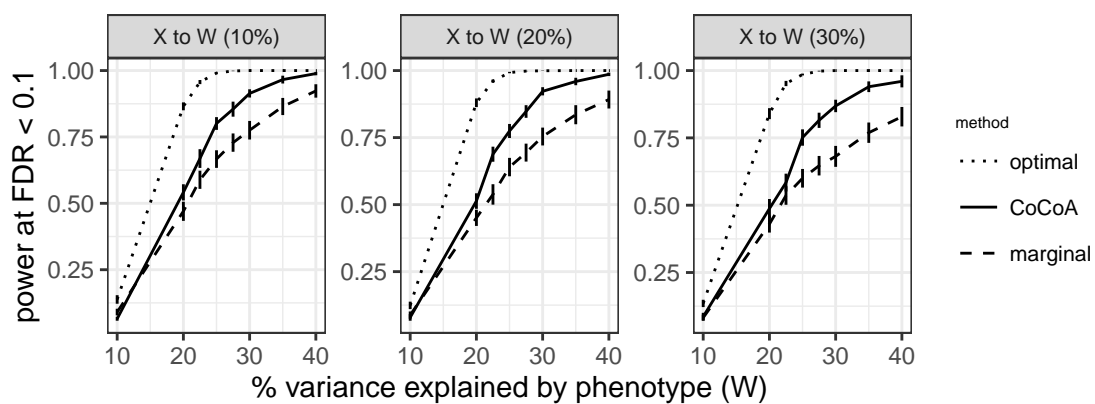 X to W (10%) X to W (20%) X to W (30%)
1.00 1.00 1.00
0.75 0.75 0.75
0.50 0.50 0.50
0.25 0.25 0.25
10 20 30 40 10 20 30 40 10 20 30 40
% variance explained by phenotype (W)
power at FDR < 0.1
method
optimal
CoCoA
marginal